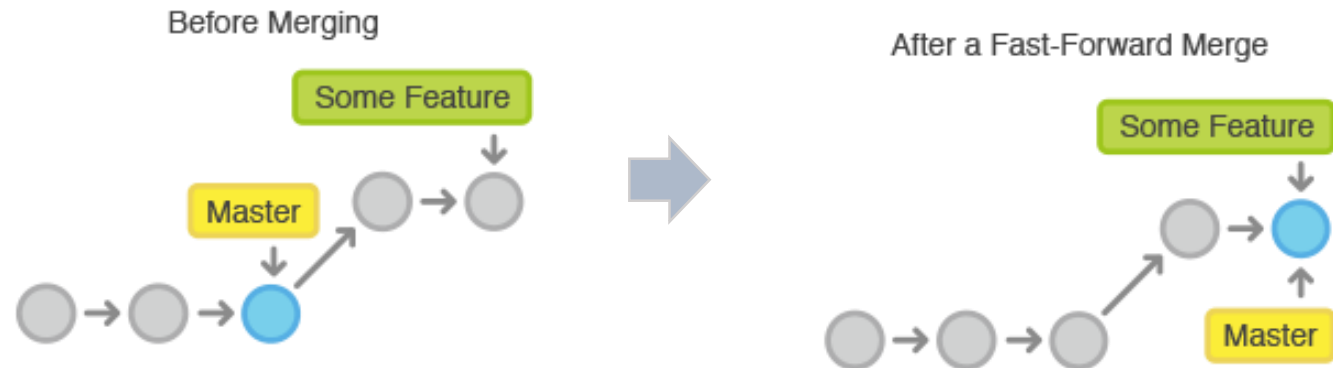 Before Merging
Some Feature
Master
After a Fast-Forward Merge
Some Feature
Master